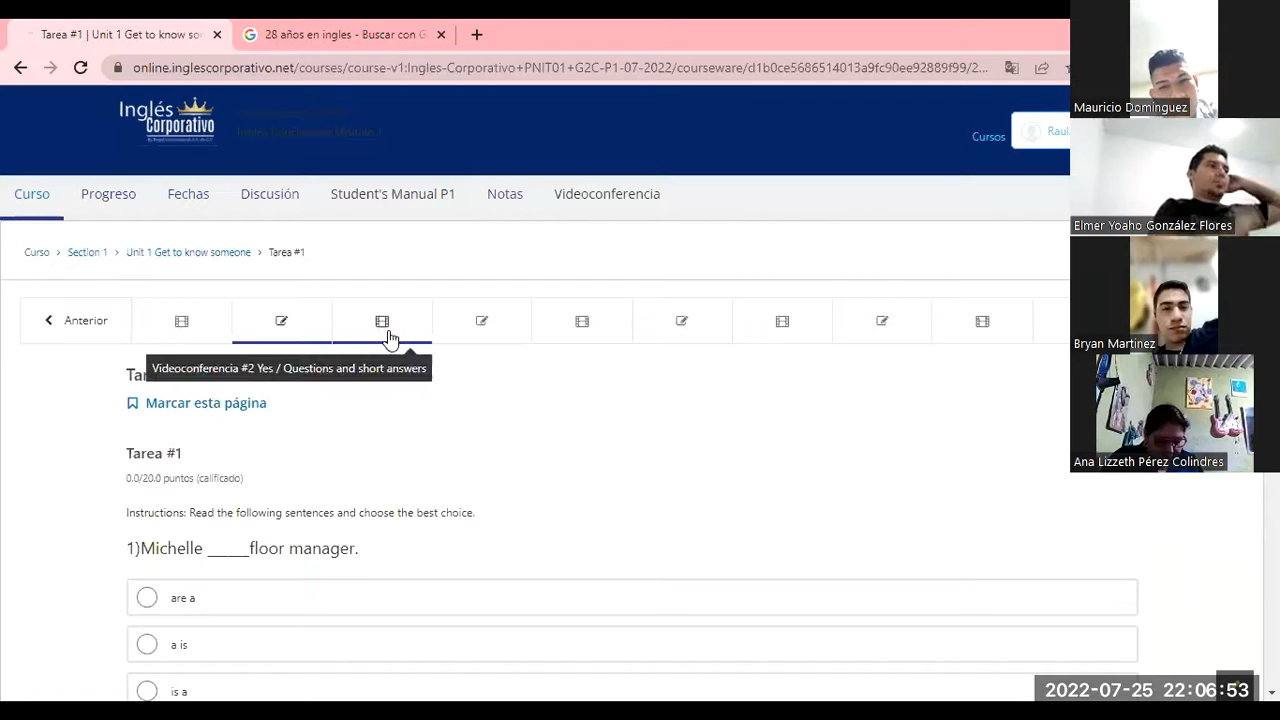 Tarea #1 | Unit 1 Get to know so
28 años en ingles - Buscar con G
online.inglescorporativo.net/courses/course-v1:Ingles-Corporativo+PNIT01+G2C-P1-07-2022/courseware/d1b0ce5686514013a9fc90ee92889f99/2...
Inglés
Corporativo
Cursos
Raul
Curso
Progreso
Fechas
Discusión
Student's Manual P1
Notas
Videoconferencia
Curso > Section 1 > Unit 1 Get to know someone > Tarea #1
Anterior
Videoconferencia #2 Yes / Questions and short answers
Tar
Marcar esta página
Tarea #1
0.0/20.0 puntos (calificado)
Instructions: Read the following sentences and choose the best choice.
1)Michelle _____floor manager.
are a
a is
is a
Mauricio Dominguez
Elmer Yoaho González Flores
Bryan Martinez
Ana Lizzeth Pérez Colindres
2022-07-25 22:06:53